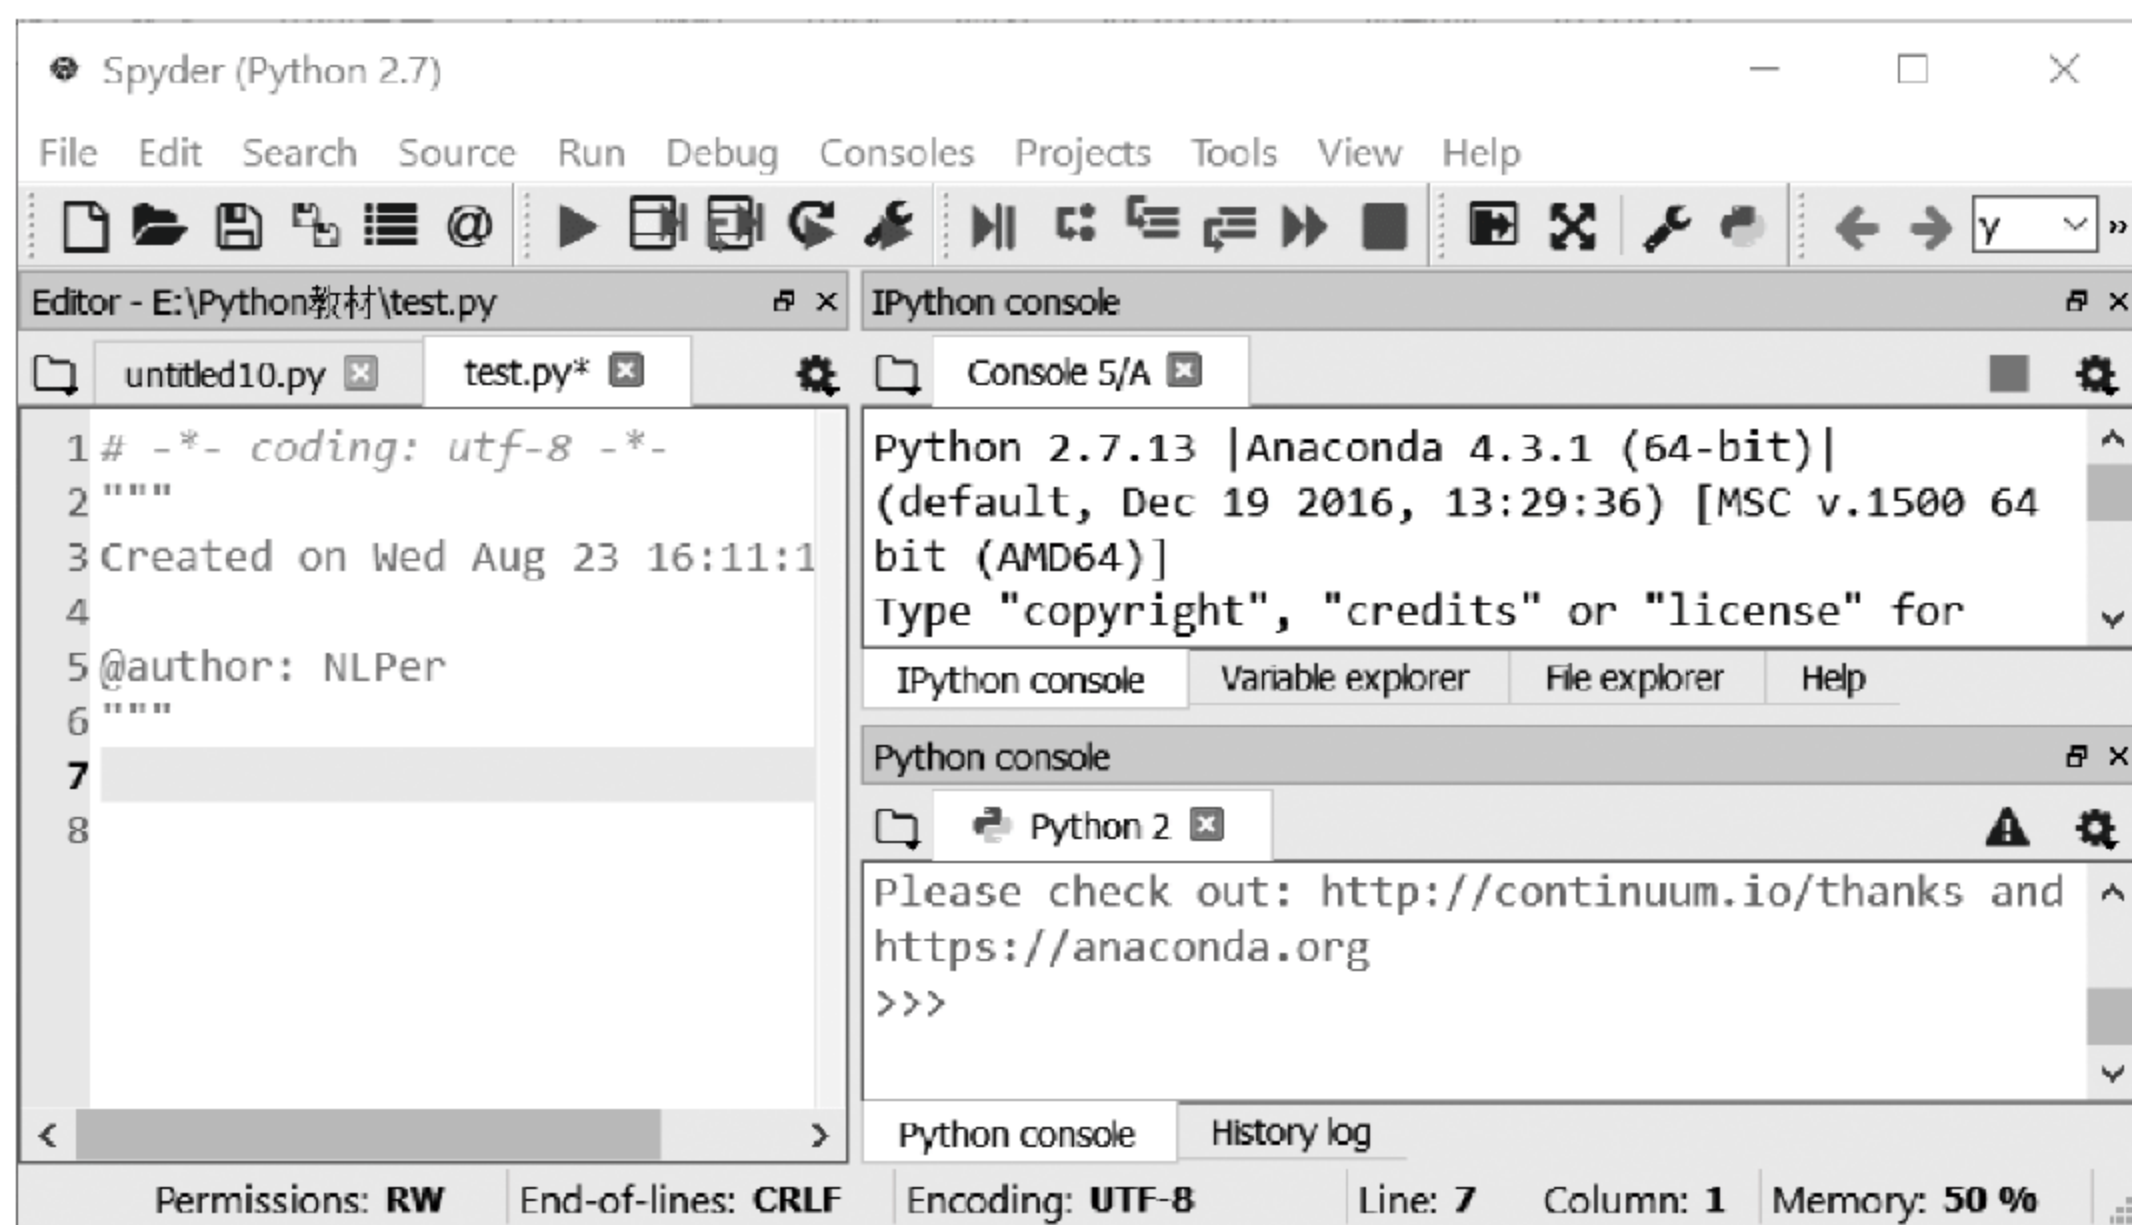 Spyder (Python 2.7)
File Edit Search Source Run Debug Consoles Projects Tools View Help
y
Editor - E:\Python教材\test.py
untitled10.py test.py*
1 # -*- coding: utf-8 -*-
2 """
3 Created on Wed Aug 23 16:11:1
4
5 @author: NLPer
6 """
7
8
IPython console
Console 5/A
Python 2.7.13 |Anaconda 4.3.1 (64-bit)|
(default, Dec 19 2016, 13:29:36) [MSC v.1500 64
bit (AMD64)]
Type "copyright", "credits" or "license" for
IPython console Variable explorer File explorer Help
Python console
Python 2
Please check out: http://continuum.io/thanks and
https://anaconda.org
>>>
Python console History log
Permissions: RW End-of-lines: CRLF Encoding: UTF-8 Line: 7 Column: 1 Memory: 50 %